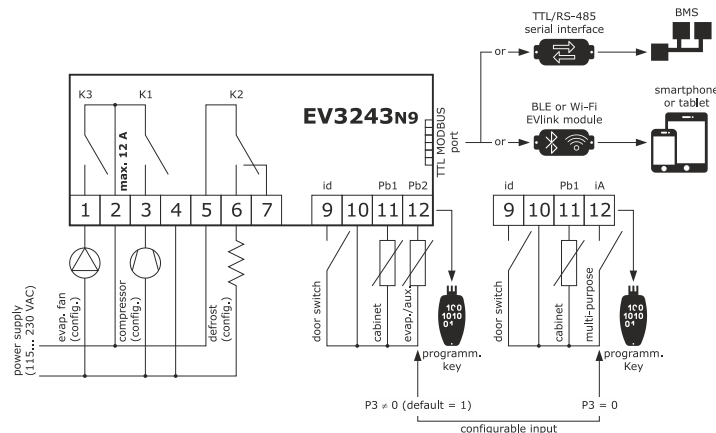 TTL/RS-485
serial interface
BMS
or
K3
K1
K2
EV3243N9
max. 12 A
TTL MODBUS
port
BLE or Wi-Fi
EVlink module
smartphone
or tablet
or
id
Pb1
Pb2
id
Pb1
iA
1
2
3
4
5
6
7
9
10
11
12
9
10
11
12
power supply
(115... 230 VAC)
evap. fan
(config.)
compressor
(config.)
defrost
(config.)
door switch
cabinet
evap./aux.
100
1010
01
programm.
key
door switch
cabinet
multi-purpose
100
1010
01
programm.
Key
P3 ≠ 0 (default = 1)
P3 = 0
configurable input